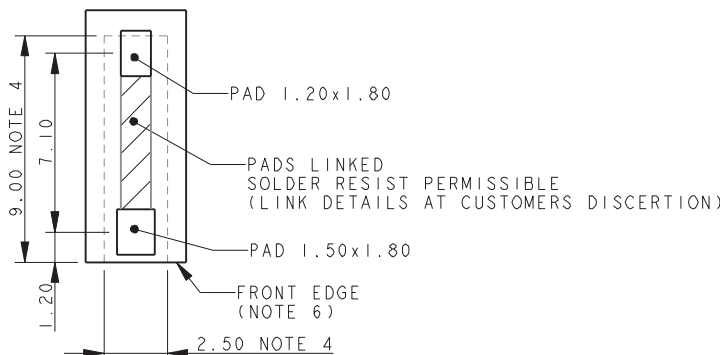 PAD 1.20x1.80
9.00 NOTE 4
7.10
PADS LINKED
SOLDER RESIST PERMISSIBLE
(LINK DETAILS AT CUSTOMERS DISCERTION)
PAD 1.50x1.80
1.20
FRONT EDGE
(NOTE 6)
2.50 NOTE 4